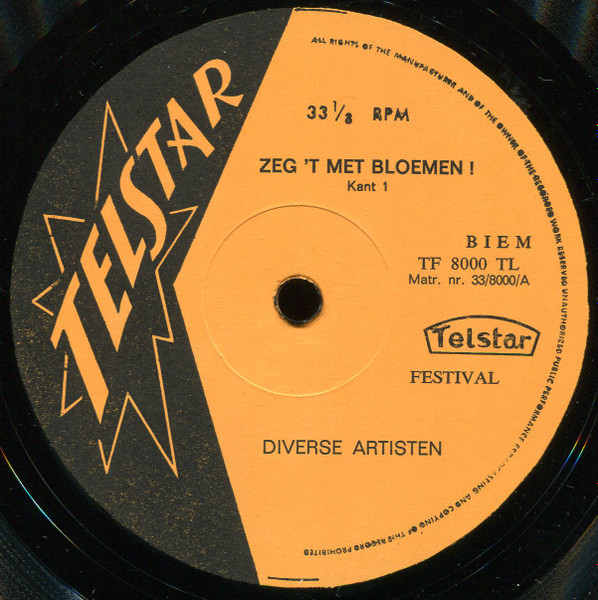 TELSTAR
ALL RIGHTS OF THE MANUFACTUROR AND OF THE OWNER OF THE RECORDED WORK RESERVED UNAUTHORIZED PUBLIC PERFORMANCE BROADCASTING AND COPYING OF THIS RECORD PROHIBITED
33 1/3 RPM
ZEG 'T MET BLOEMEN !
Kant 1
BIEM
TF 8000 TL
Matr. nr. 33/8000/A
Telstar
FESTIVAL
DIVERSE ARTISTEN